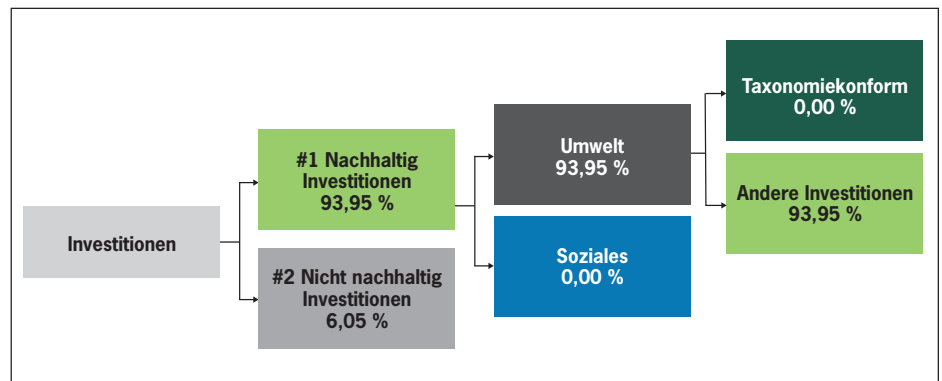 Investitionen
#1 Nachhaltig
Investitionen
93,95 %
#2 Nicht nachhaltig
Investitionen
6,05 %
Umwelt
93,95 %
Soziales
0,00 %
Taxonomiekonform
0,00 %
Andere Investitionen
93,95 %